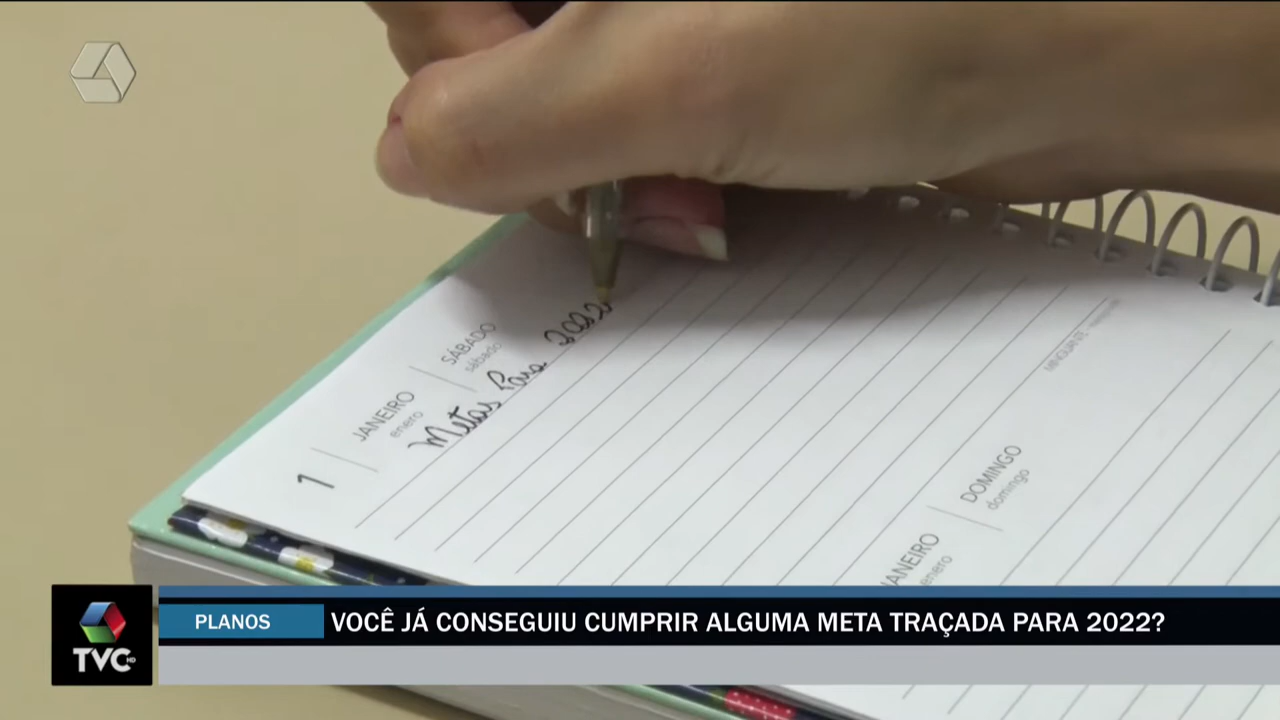 1 JANEIRO SÁBADO
enero sábado
Metas Para 2022
MINGUANTE
DOMINGO
domingo
JANEIRO
enero
PLANOS VOCÊ JÁ CONSEGUIU CUMPRIR ALGUMA META TRAÇADA PARA 2022?
TVC HD